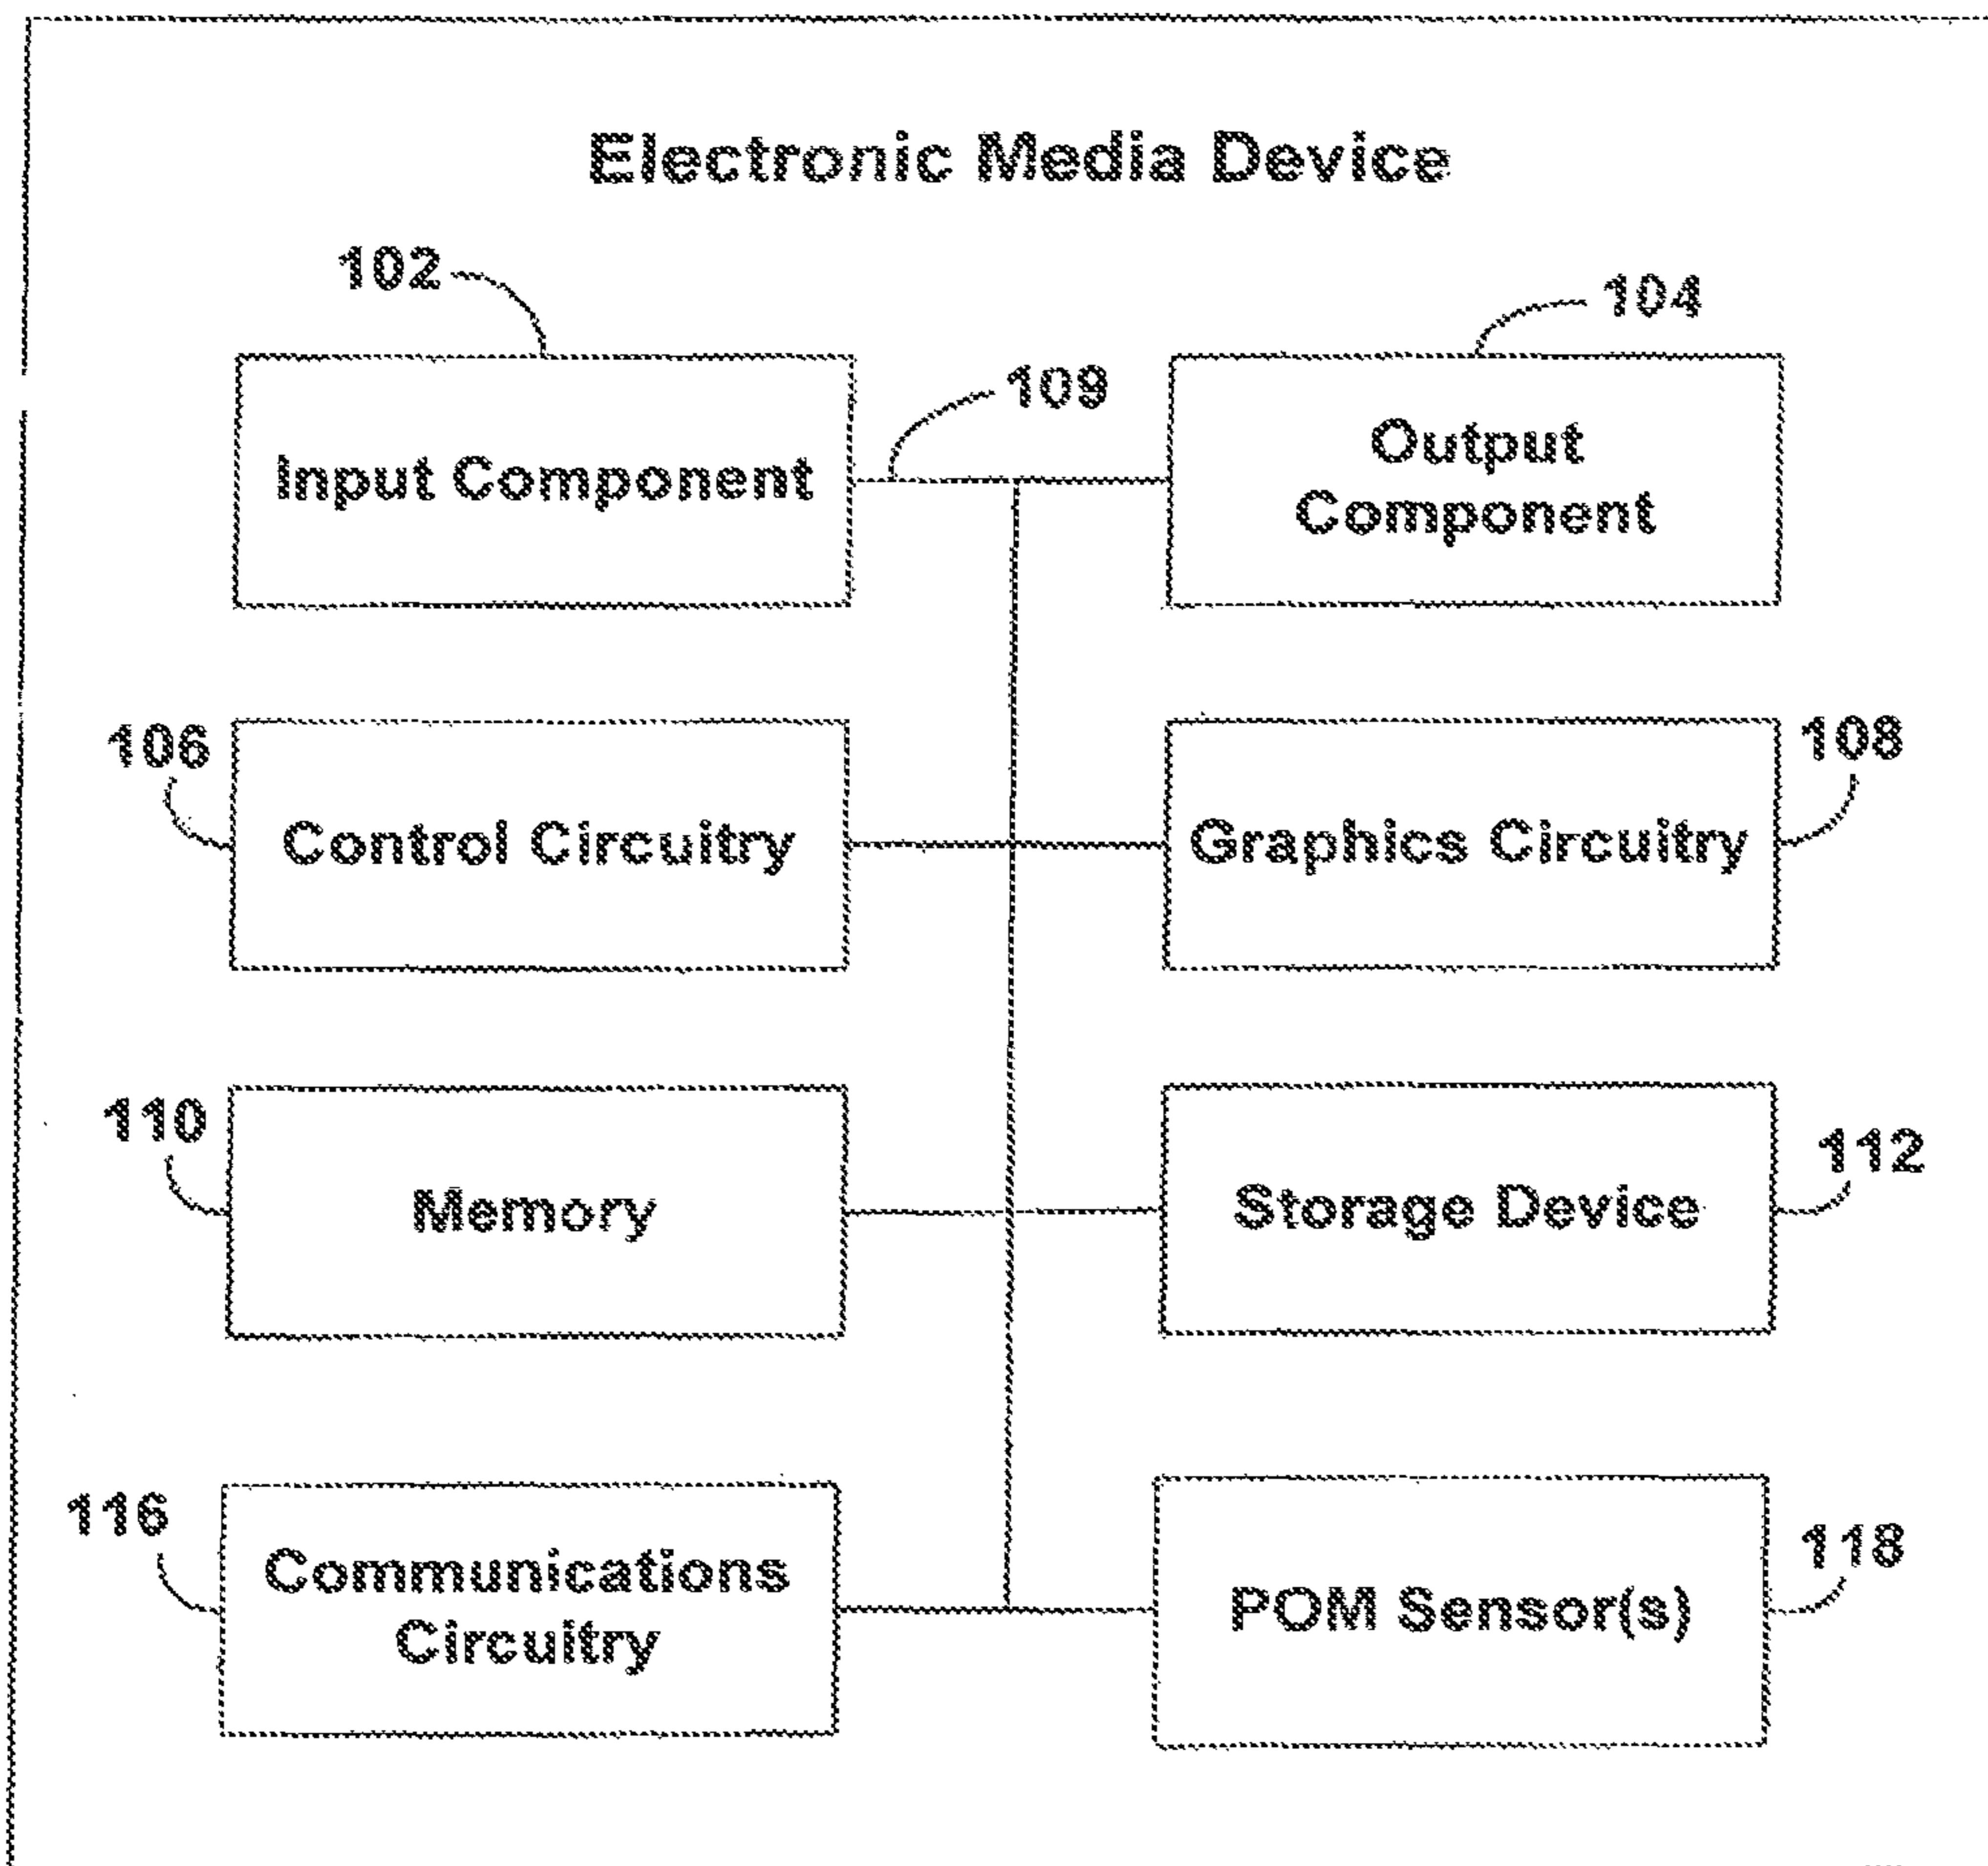 Electronic Media Device
102
104
109
Input Component
Output
Component
106
108
Control Circuitry
Graphics Circuitry
110
112
Memory
Storage Device
116
118
Communications
Circuitry
POM Sensor(s)